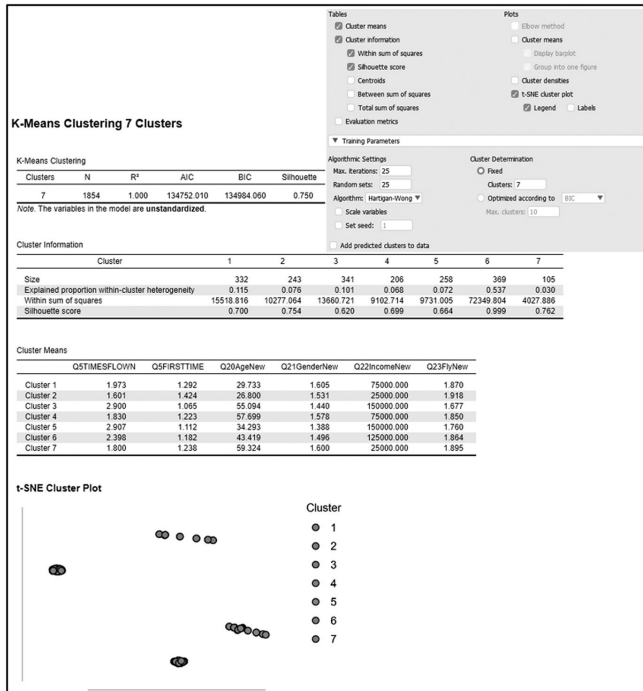 Tables Plots
Cluster means Elbow method
Cluster information Cluster means
Within sum of squares Display barplot
Silhouette score Group into one figure
Centroids Cluster densities
Between sum of squares t-SNE cluster plot
Total sum of squares Legend Labels
Evaluation metrics
K-Means Clustering 7 Clusters
Training Parameters
Algorithmic Settings Cluster Determination
Max. iterations: 25 Fixed
Random sets: 25 Clusters: 7
Algorithm: Hartigan-Wong Optimized according to BIC
Scale variables Max. clusters: 10
Set seed: 1
Add predicted clusters to data
K-Means Clustering
Clusters N R² AIC BIC Silhouette
7 1854 1.000 134752.010 134984.060 0.750
Note. The variables in the model are unstandardized.
Cluster Information
Cluster 1 2 3 4 5 6 7
Size 332 243 341 206 258 369 105
Explained proportion within-cluster heterogeneity 0.115 0.076 0.101 0.068 0.072 0.537 0.030
Within sum of squares 15518.816 10277.064 13660.721 9102.714 9731.005 72349.804 4027.886
Silhouette score 0.700 0.754 0.620 0.699 0.664 0.999 0.762
Cluster Means
Q5TIMESFLOWN Q5FIRSTTIME Q20AgeNew Q21GenderNew Q22IncomeNew Q23FlyNew
Cluster 1 1.973 1.292 29.733 1.605 75000.000 1.870
Cluster 2 1.601 1.424 26.800 1.531 25000.000 1.918
Cluster 3 2.900 1.065 55.094 1.440 150000.000 1.677
Cluster 4 1.830 1.223 57.699 1.578 75000.000 1.850
Cluster 5 2.907 1.112 34.293 1.388 150000.000 1.760
Cluster 6 2.398 1.182 43.419 1.496 125000.000 1.864
Cluster 7 1.800 1.238 59.324 1.600 25000.000 1.895
t-SNE Cluster Plot
Cluster
1
2
3
4
5
6
7